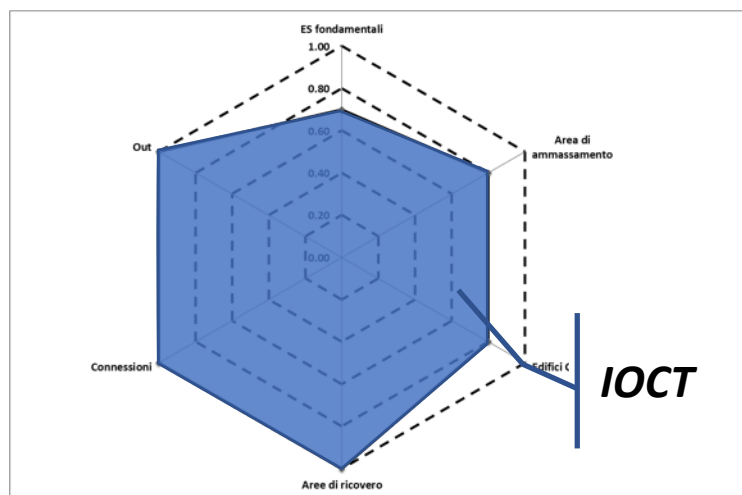 ES fondamentali
1.00
0.80
0.60
0.40
0.20
0.00
Area di
ammassamento
Out
Connessioni
Edifici
IOCT
Aree di ricovero